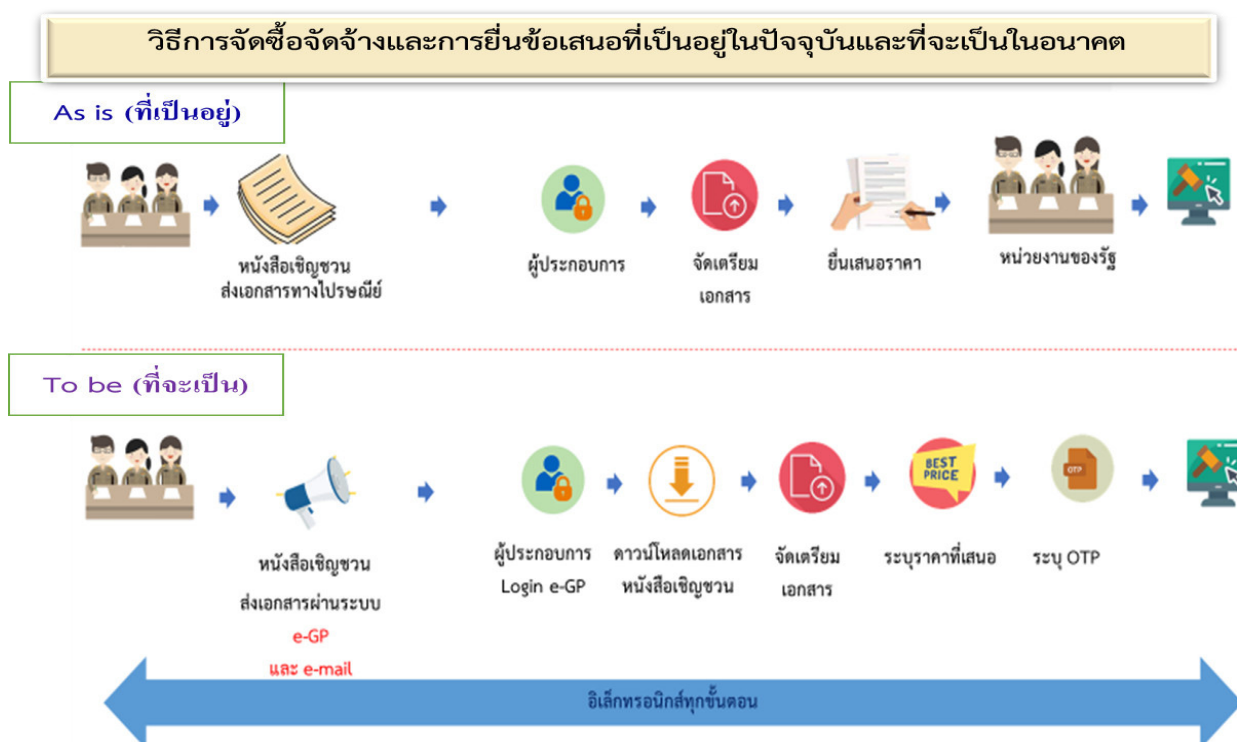 วิธีการจัดซื้อจัดจ้างและการยื่นข้อเสนอที่เป็นอยู่ในปัจจุบันและที่จะเป็นในอนาคต
As is (ที่เป็นอยู่)
หนังสือเชิญชวน
ส่งเอกสารทางไปรษณีย์
ผู้ประกอบการ
จัดเตรียม
เอกสาร
ยื่นเสนอราคา
หน่วยงานของรัฐ
To be (ที่จะเป็น)
หนังสือเชิญชวน
ส่งเอกสารผ่านระบบ
e-GP
และ e-mail
ผู้ประกอบการ
Login e-GP
ดาวน์โหลดเอกสาร
หนังสือเชิญชวน
จัดเตรียม
เอกสาร
BEST
PRICE
ระบุราคาที่เสนอ
OTP
ระบุ OTP
อิเล็กทรอนิกส์ทุกขั้นตอน